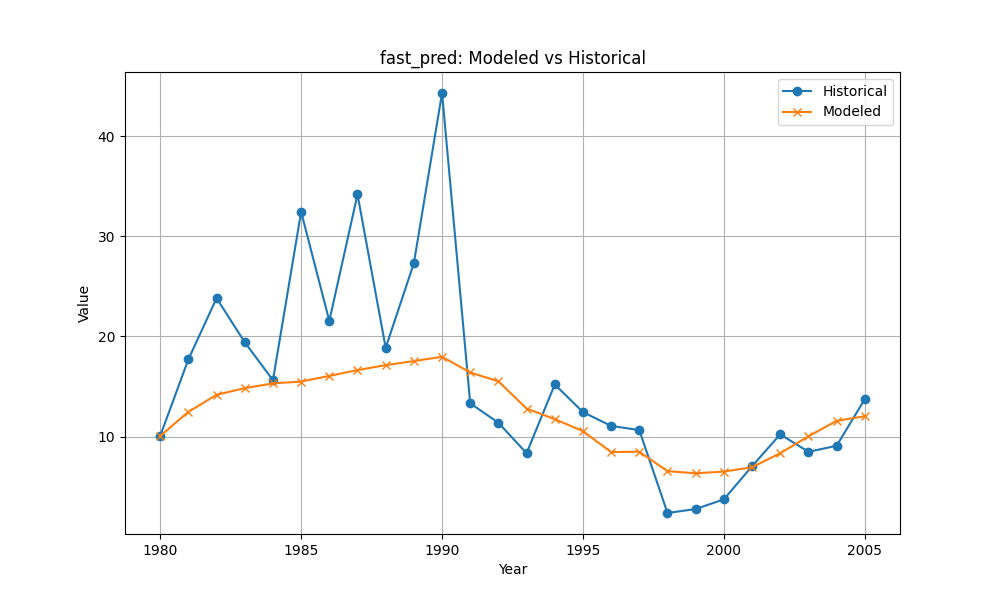 fast_pred: Modeled vs Historical
Historical
Modeled
Value
40
30
20
10
1980
1985
1990
1995
2000
2005
Year